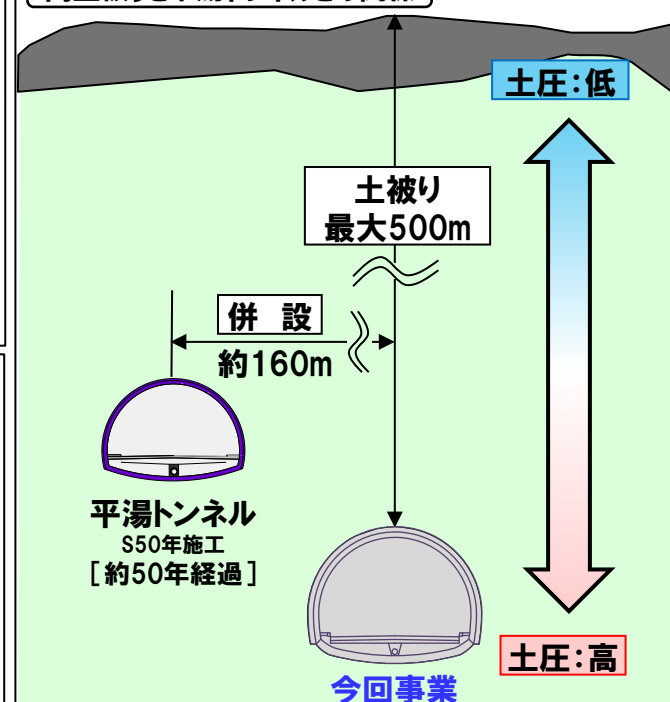 土圧:低
土被り
最大500m
併 設
約160m
平湯トンネル
S50年施工
[約50年経過]
土圧:高
今回事業